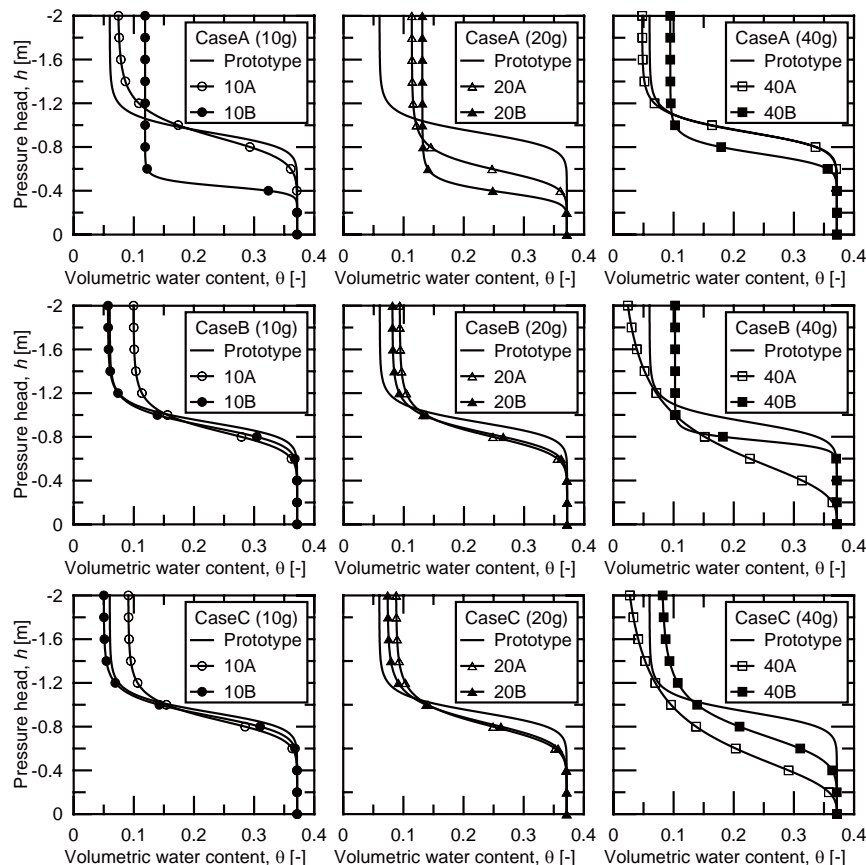 CaseA (10g)
Prototype
10A
10B
CaseA (20g)
Prototype
20A
20B
CaseA (40g)
Prototype
40A
40B
Pressure head, h [m]
-2
-1.6
-1.2
-0.8
-0.4
0
0 0.1 0.2 0.3 0.4
0 0.1 0.2 0.3 0.4
0 0.1 0.2 0.3 0.4
Volumetric water content, θ [-]
Volumetric water content, θ [-]
Volumetric water content, θ [-]
CaseB (10g)
Prototype
10A
10B
CaseB (20g)
Prototype
20A
20B
CaseB (40g)
Prototype
40A
40B
Pressure head, h [m]
-2
-1.6
-1.2
-0.8
-0.4
0
0 0.1 0.2 0.3 0.4
0 0.1 0.2 0.3 0.4
0 0.1 0.2 0.3 0.4
Volumetric water content, θ [-]
Volumetric water content, θ [-]
Volumetric water content, θ [-]
CaseC (10g)
Prototype
10A
10B
CaseC (20g)
Prototype
20A
20B
CaseC (40g)
Prototype
40A
40B
Pressure head, h [m]
-2
-1.6
-1.2
-0.8
-0.4
0
0 0.1 0.2 0.3 0.4
0 0.1 0.2 0.3 0.4
0 0.1 0.2 0.3 0.4
Volumetric water content, θ [-]
Volumetric water content, θ [-]
Volumetric water content, θ [-]